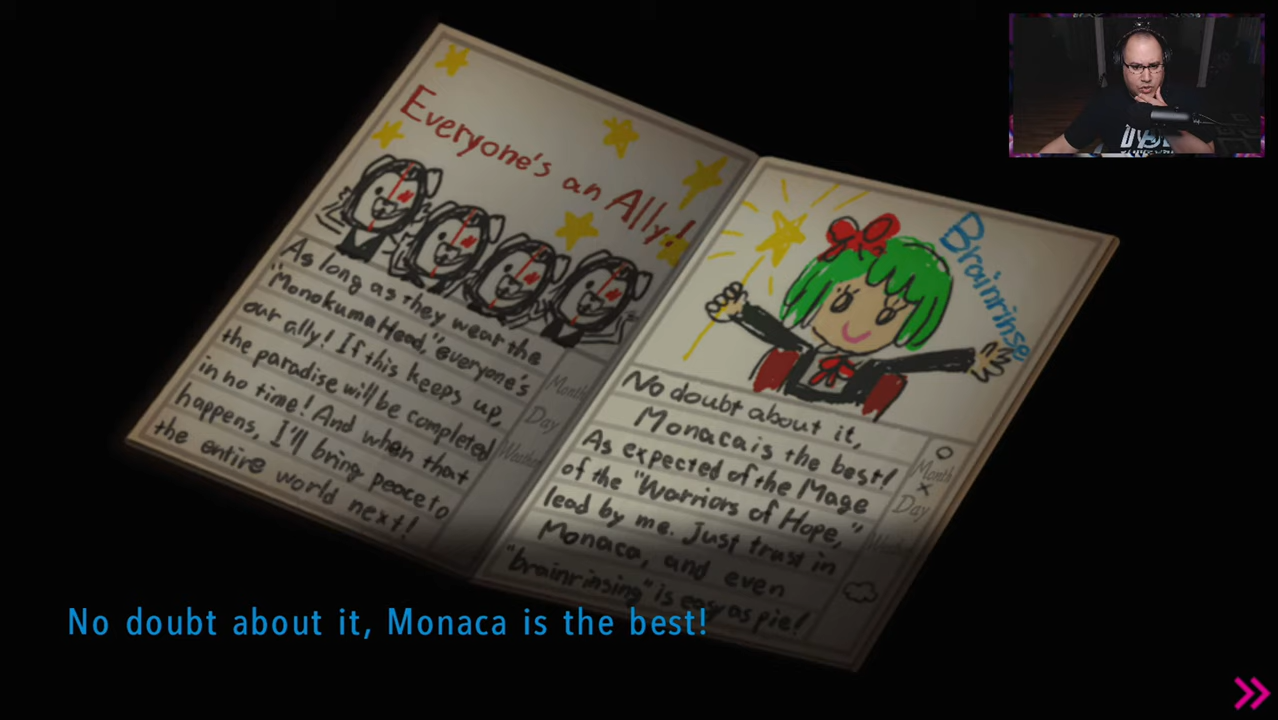 Everyone's an Ally!
As long as they wear the
"Monokuma Head," everyone's
our ally! If this keeps up,
the paradise will be completed
in no time! And when that
happens, I'll bring peace to
the entire world next!
Month
Day
Weather
Brainrinse
No doubt about it,
Monaca is the best!
As expected of the Mage
of the "Warriors of Hope,"
lead by me. Just trust in
Monaca, and even
"brainrinsing" is easy as pie!
Month
Day
Weather
No doubt about it, Monaca is the best!